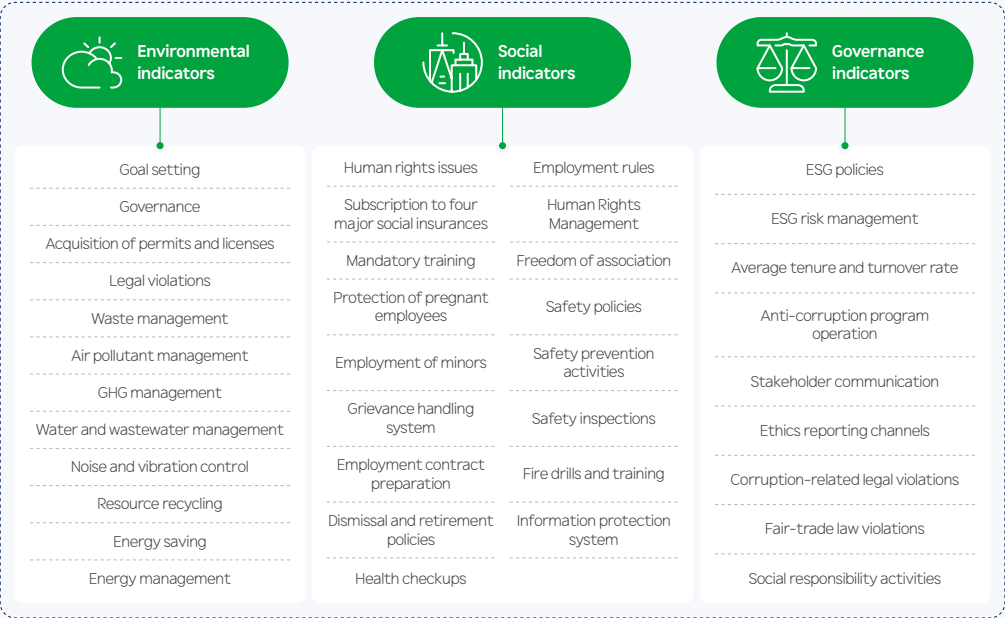 Environmental
indicators
Goal setting
Governance
Acquisition of permits and licenses
Legal violations
Waste management
Air pollutant management
GHG management
Water and wastewater management
Noise and vibration control
Resource recycling
Energy saving
Energy management
Social
indicators
Human rights issues
Subscription to four
major social insurances
Mandatory training
Protection of pregnant
employees
Employment of minors
Grievance handling
system
Employment contract
preparation
Dismissal and retirement
policies
Health checkups
Employment rules
Human Rights
Management
Freedom of association
Safety policies
Safety prevention
activities
Safety inspections
Fire drills and training
Information protection
system
Governance
indicators
ESG policies
ESG risk management
Average tenure and turnover rate
Anti-corruption program
operation
Stakeholder communication
Ethics reporting channels
Corruption-related legal violations
Fair-trade law violations
Social responsibility activities